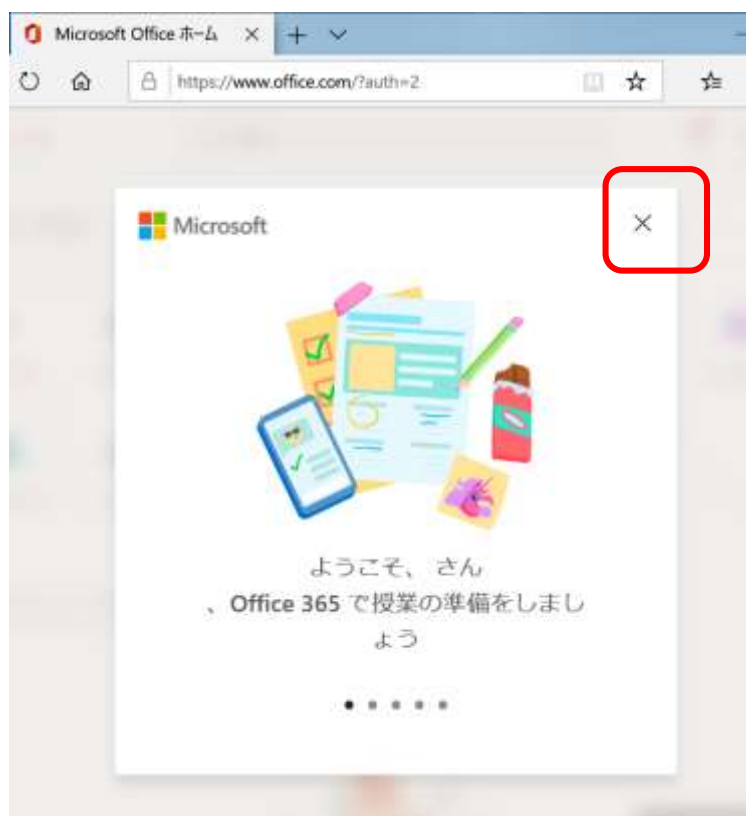 Microsoft Office ホーム
https://www.office.com/?auth=2
Microsoft
ようこそ、 さん
、Office 365 で授業の準備をしまし
ょう